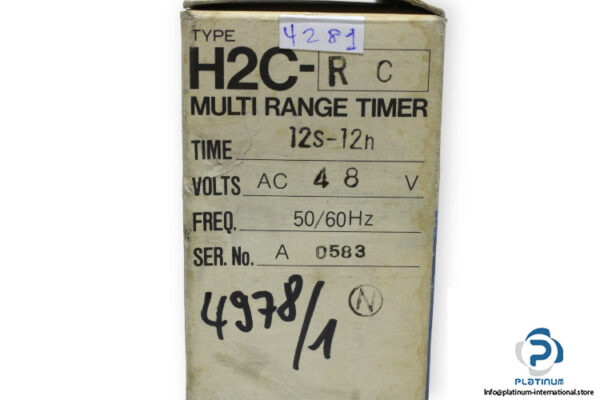 TYPE
4281
H2C-R C
MULTI RANGE TIMER
TIME 12S-12h
VOLTS AC 48 V
FREQ. 50/60Hz
SER. No. A 0583
4978/1
N
PLATINUM
Info@platinum-international.store